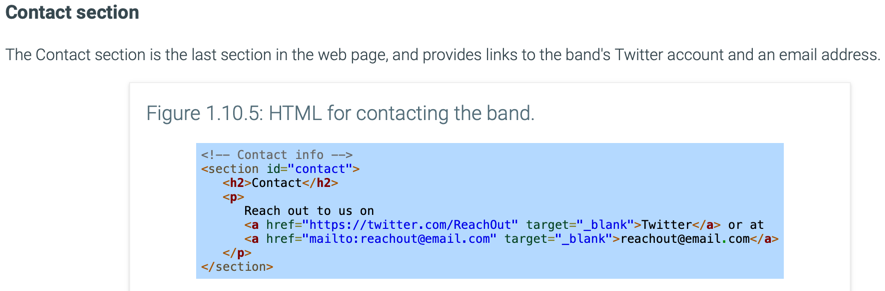 Contact section
The Contact section is the last section in the web page, and provides links to the band's Twitter account and an email address.
Figure 1.10.5: HTML for contacting the band.
<!-- Contact info -->
<section id="contact">
   <h2>Contact</h2>
   <p>
      Reach out to us on
      <a href="https://twitter.com/ReachOut" target="_blank">Twitter</a> or at
      <a href="mailto:reachout@email.com" target="_blank">reachout@email.com</a>
   </p>
</section>